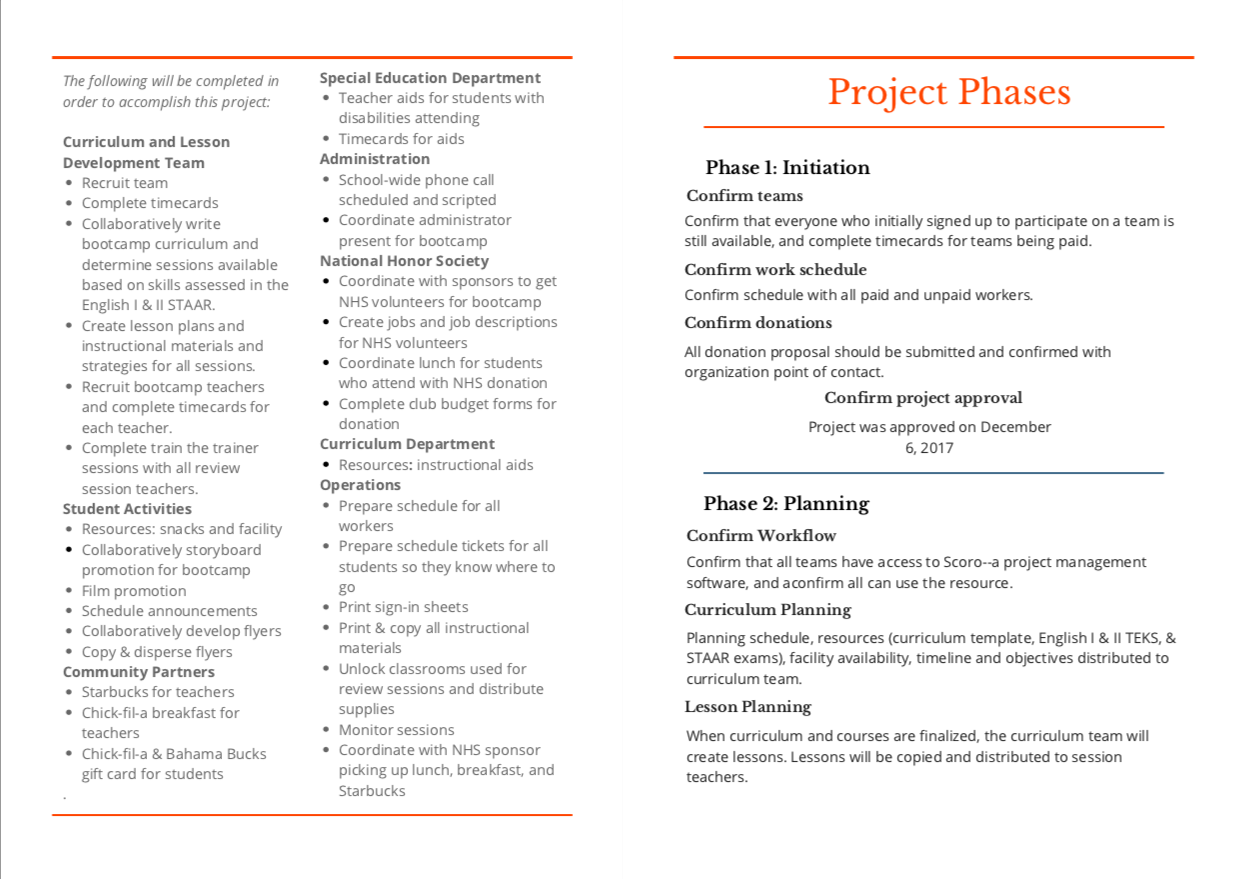 The following will be completed in
order to accomplish this project:
Curriculum and Lesson
Development Team
• Recruit team
• Complete timecards
• Collaboratively write
bootcamp curriculum and
determine sessions available
based on skills assessed in the
English I & II STAAR.
• Create lesson plans and
instructional materials and
strategies for all sessions.
• Recruit bootcamp teachers
and complete timecards for
each teacher.
• Complete train the trainer
sessions with all review
session teachers.
Student Activities
• Resources: snacks and facility
• Collaboratively storyboard
promotion for bootcamp
• Film promotion
• Schedule announcements
• Collaboratively develop flyers
• Copy & disperse flyers
Community Partners
• Starbucks for teachers
• Chick-fil-a breakfast for
teachers
• Chick-fil-a & Bahama Bucks
gift card for students
.
Special Education Department
• Teacher aids for students with
disabilities attending
• Timecards for aids
Administration
• School-wide phone call
scheduled and scripted
• Coordinate administrator
present for bootcamp
National Honor Society
• Coordinate with sponsors to get
NHS volunteers for bootcamp
• Create jobs and job descriptions
for NHS volunteers
• Coordinate lunch for students
who attend with NHS donation
• Complete club budget forms for
donation
Curriculum Department
• Resources: instructional aids
Operations
• Prepare schedule for all
workers
• Prepare schedule tickets for all
students so they know where to
go
• Print sign-in sheets
• Print & copy all instructional
materials
• Unlock classrooms used for
review sessions and distribute
supplies
• Monitor sessions
• Coordinate with NHS sponsor
picking up lunch, breakfast, and
Starbucks
Project Phases
Phase 1: Initiation
Confirm teams
Confirm that everyone who initially signed up to participate on a team is
still available, and complete timecards for teams being paid.
Confirm work schedule
Confirm schedule with all paid and unpaid workers.
Confirm donations
All donation proposal should be submitted and confirmed with
organization point of contact.
Confirm project approval
Project was approved on December
6, 2017
Phase 2: Planning
Confirm Workflow
Confirm that all teams have access to Scoro--a project management
software, and aconfirm all can use the resource.
Curriculum Planning
Planning schedule, resources (curriculum template, English I & II TEKS, &
STAAR exams), facility availability, timeline and objectives distributed to
curriculum team.
Lesson Planning
When curriculum and courses are finalized, the curriculum team will
create lessons. Lessons will be copied and distributed to session
teachers.